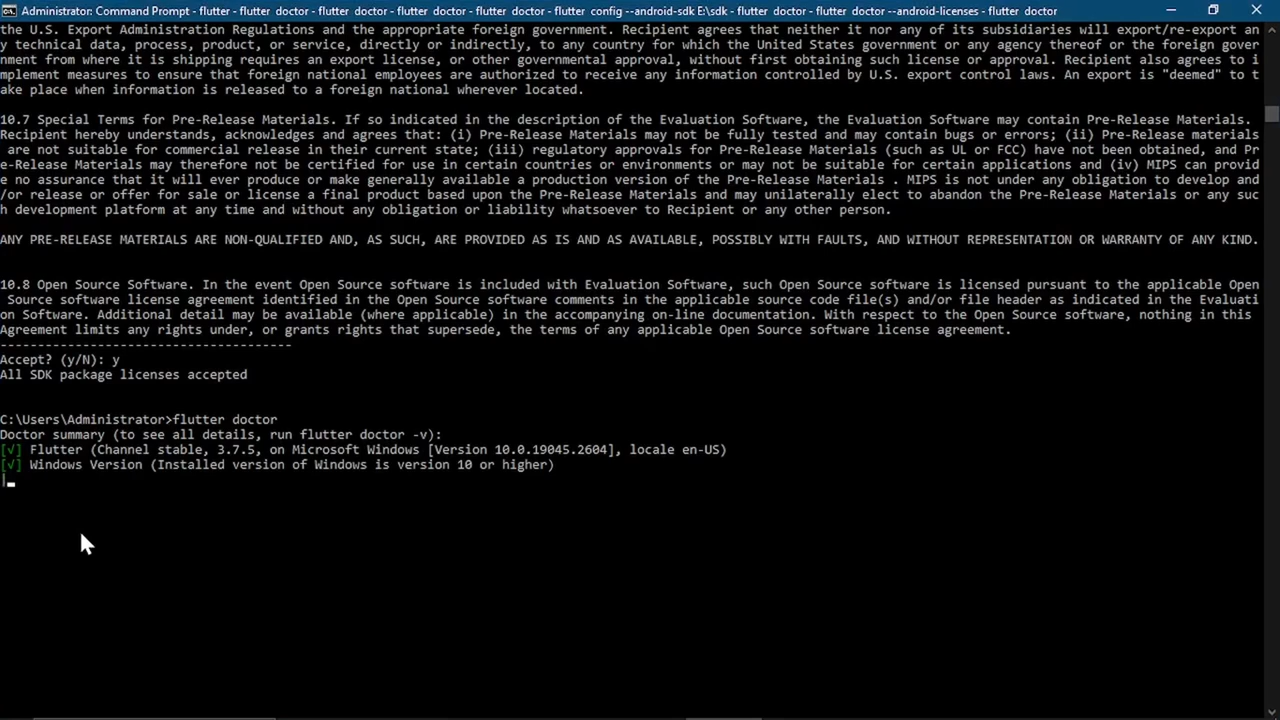 Administrator: Command Prompt - flutter - flutter doctor - flutter doctor - flutter doctor - flutter config --android-sdk E:\sdk - flutter doctor - flutter doctor --android-licenses - flutter doctor
the U.S. Export Administration Regulations and the appropriate foreign government. Recipient agrees that neither it nor any of its subsidiaries will export/re-export an
y technical data, process, product, or service, directly or indirectly, to any country for which the United States government or any agency thereof or the foreign gover
nment from where it is shipping requires an export license, or other governmental approval, without first obtaining such license or approval. Recipient also agrees to i
mplement measures to ensure that foreign national employees are authorized to receive any information controlled by U.S. export control laws. An export is "deemed" to t
ake place when information is released to a foreign national wherever located.
10.7 Special Terms for Pre-Release Materials. If so indicated in the description of the Evaluation Software, the Evaluation Software may contain Pre-Release Materials.
Recipient hereby understands, acknowledges and agrees that: (i) Pre-Release Materials may not be fully tested and may contain bugs or errors; (ii) Pre-Release materials
are not suitable for commercial release in their current state; (iii) regulatory approvals for Pre-Release Materials (such as UL or FCC) have not been obtained, and Pr
e-Release Materials may therefore not be certified for use in certain countries or environments or may not be suitable for certain applications and (iv) MIPS can provid
e no assurance that it will ever produce or make generally available a production version of the Pre-Release Materials . MIPS is not under any obligation to develop and
/or release or offer for sale or license a final product based upon the Pre-Release Materials and may unilaterally elect to abandon the Pre-Release Materials or any suc
h development platform at any time and without any obligation or liability whatsoever to Recipient or any other person.
ANY PRE-RELEASE MATERIALS ARE NON-QUALIFIED AND, AS SUCH, ARE PROVIDED AS IS AND AS AVAILABLE, POSSIBLY WITH FAULTS, AND WITHOUT REPRESENTATION OR WARRANTY OF ANY KIND.
10.8 Open Source Software. In the event Open Source software is included with Evaluation Software, such Open Source software is licensed pursuant to the applicable Open
Source software license agreement identified in the Open Source software comments in the applicable source code file(s) and/or file header as indicated in the Evaluati
on Software. Additional detail may be available (where applicable) in the accompanying on-line documentation. With respect to the Open Source software, nothing in this
Agreement limits any rights under, or grants rights that supersede, the terms of any applicable Open Source software license agreement.
---------------------------------------
Accept? (y/N): y
All SDK package licenses accepted
C:\Users\Administrator>flutter doctor
Doctor summary (to see all details, run flutter doctor -v):
[√] Flutter (Channel stable, 3.7.5, on Microsoft Windows [Version 10.0.19045.2604], locale en-US)
[√] Windows Version (Installed version of Windows is version 10 or higher)